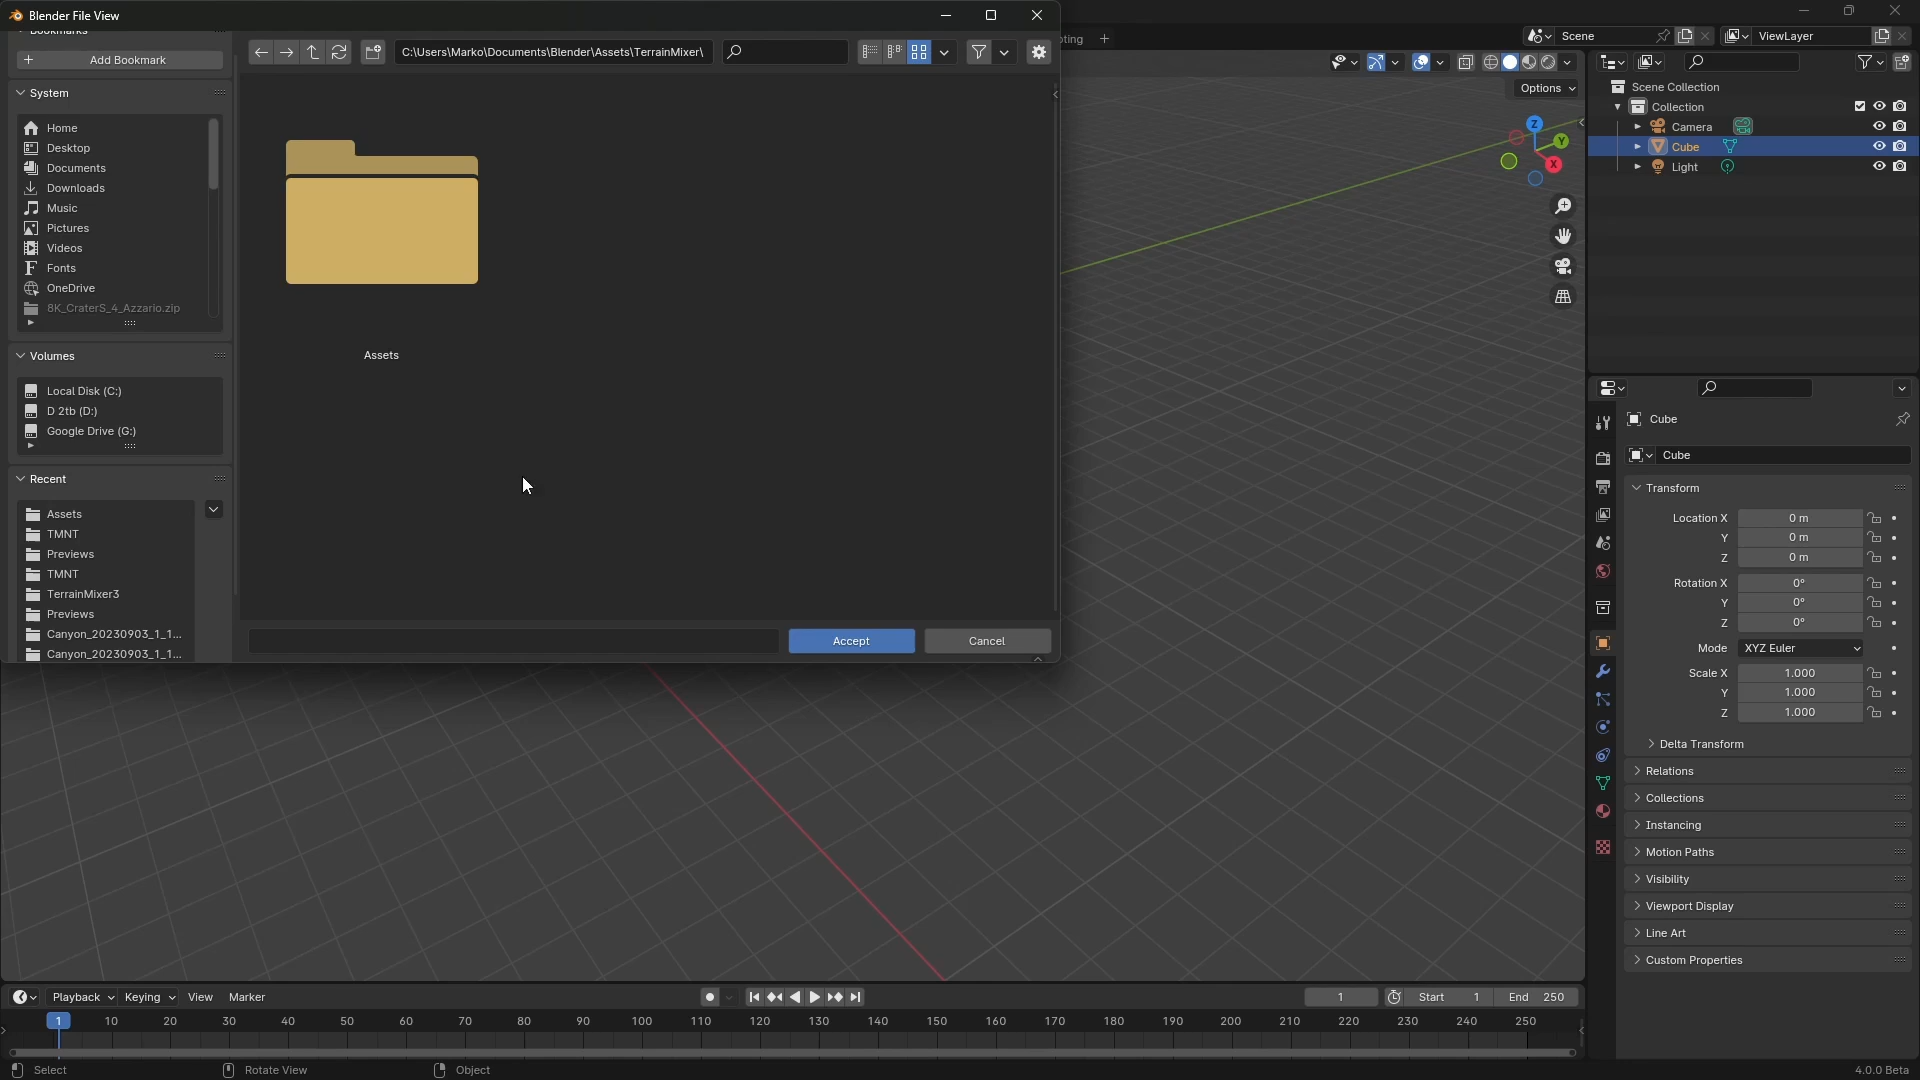 Blender File View
Bookmarks
Add Bookmark
System
Home
Desktop
Documents
Downloads
Music
Pictures
Videos
Fonts
OneDrive
8K_CraterS_4_Azzario.zip
Volumes
Local Disk (C:)
D 2tb (D:)
Google Drive (G:)
Recent
Assets
TMNT
Previews
TMNT
TerrainMixer3
Previews
Canyon_20230903_1_1...
Canyon_20230903_1_1...
C:\Users\Marko\Documents\Blender\Assets\TerrainMixer\
Assets
Accept
Cancel
ting
Scene
ViewLayer
Options
Z
Y
X
Scene Collection
Collection
Camera
Cube
Light
Cube
Cube
Transform
Location X 0 m
Y 0 m
Z 0 m
Rotation X 0°
Y 0°
Z 0°
Mode XYZ Euler
Scale X 1.000
Y 1.000
Z 1.000
Delta Transform
Relations
Collections
Instancing
Motion Paths
Visibility
Viewport Display
Line Art
Custom Properties
Playback Keying View Marker
1 Start 1 End 250
1 10 20 30 40 50 60 70 80 90 100 110 120 130 140 150 160 170 180 190 200 210 220 230 240 250
Select Rotate View Object 4.0.0 Beta